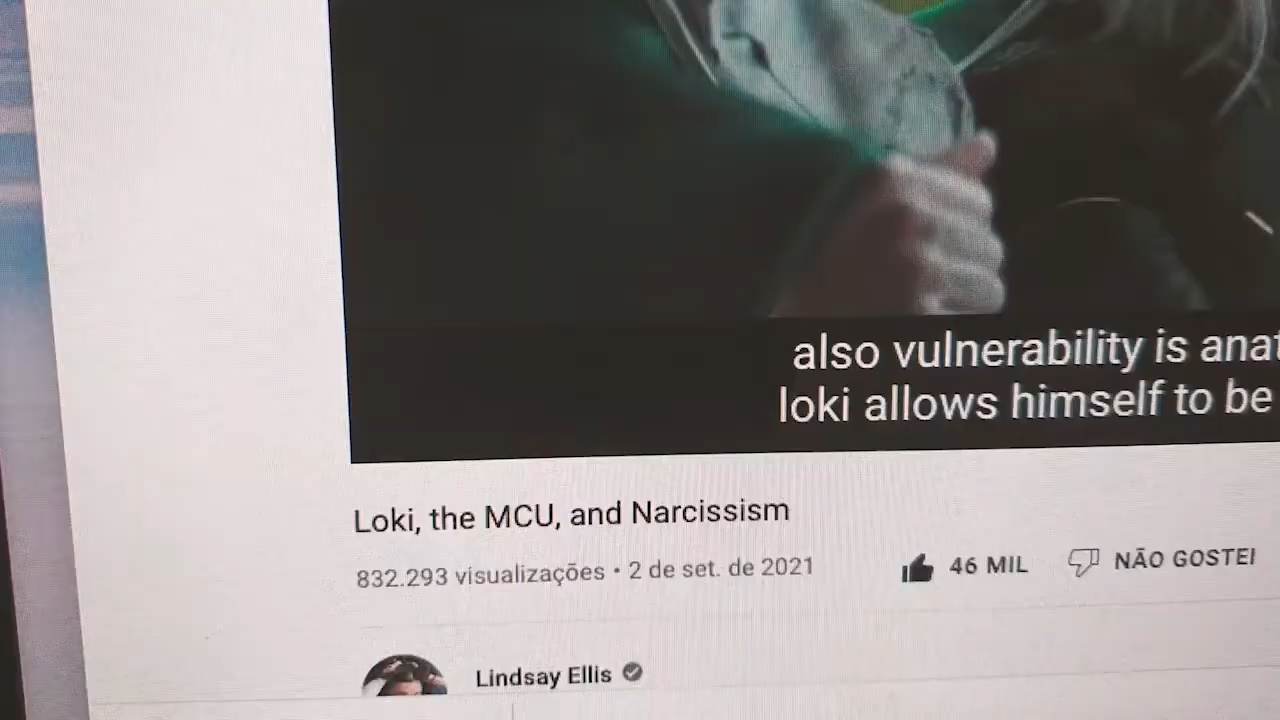 also vulnerability is
loki allows himself to be
Loki, the MCU, and Narcissism
832.293 visualizações • 2 de set. de 2021
46 MIL
NÃO GOSTEI
Lindsay Ellis